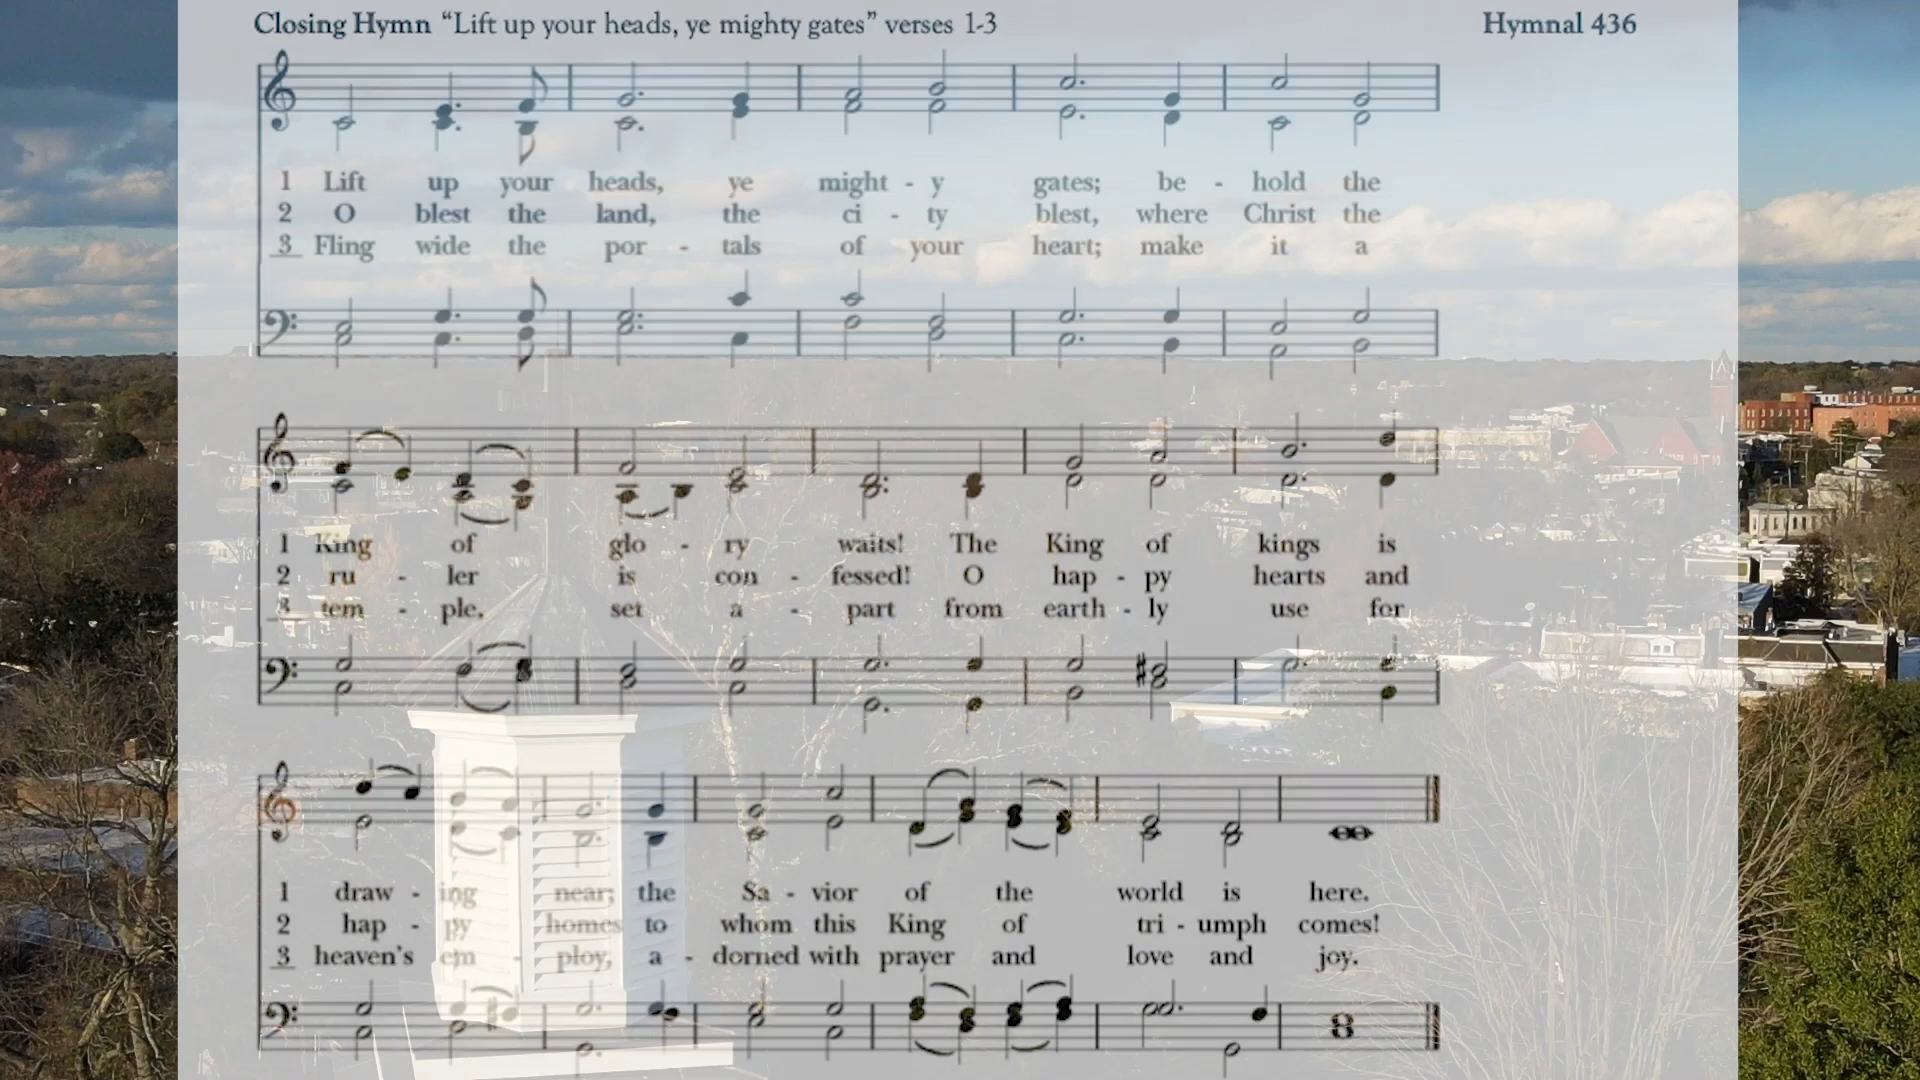 Closing Hymn “Lift up your heads, ye mighty gates” verses 1-3 Hymnal 436
1 Lift up your heads, ye might - y gates; be - hold the
2 O blest the land, the ci - ty blest, where Christ the
3 Fling wide the por - tals of your heart; make it a
1 King of glo - ry waits! The King of kings is
2 ru - ler is con - fessed! O hap - py hearts and
3 tem - ple, set a - part from earth - ly use for
1 draw - ing near; the Sa - vior of the world is here.
2 hap - py homes to whom this King of tri - umph comes!
3 heaven's em - ploy, a - dorned with prayer and love and joy.